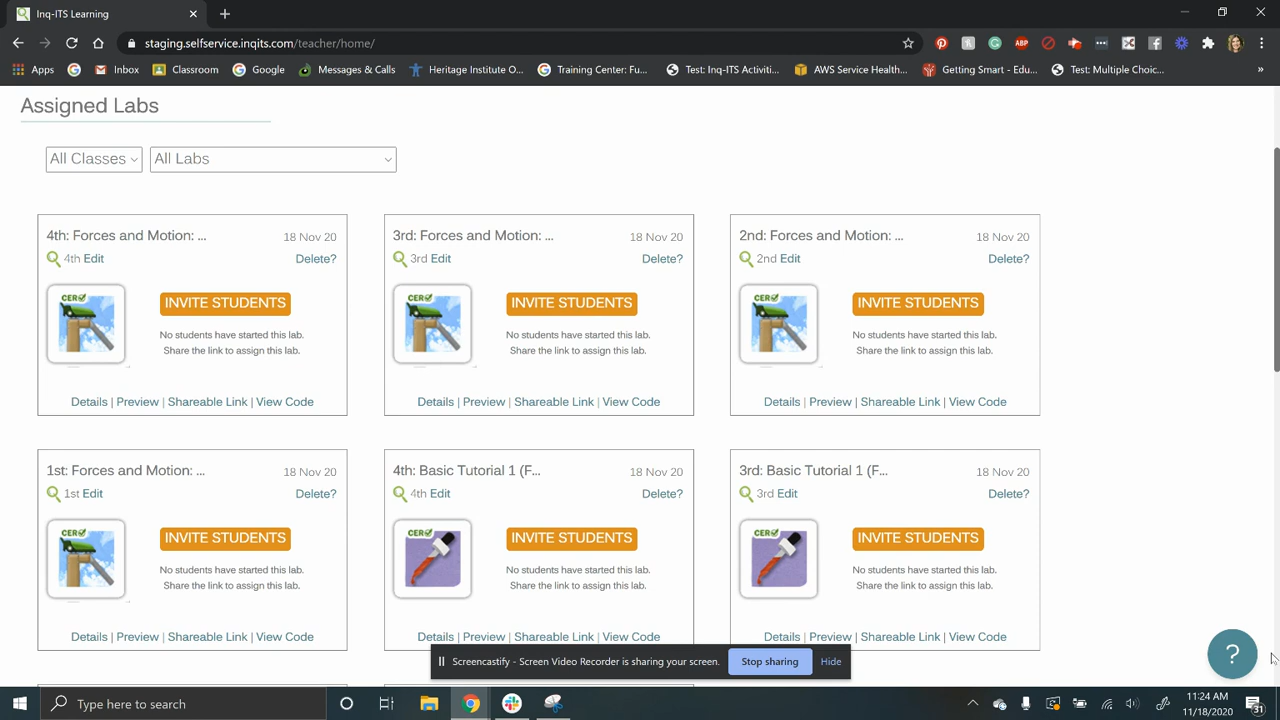 Inq-ITS Learning
staging.selfservice.inqits.com/teacher/home/
ABP
Apps Inbox Classroom Google Messages & Calls Heritage Institute O... Training Center: Fu... Test: Inq-ITS Activiti... AWS Service Healt... Getting Smart - Edu... Test: Multiple Choic... »
Assigned Labs
All Classes All Labs
4th: Forces and Motion: ... 18 Nov 20
4th Edit Delete?
CER
INVITE STUDENTS
No students have started this lab.
Share the link to assign this lab.
Details | Preview | Shareable Link | View Code
3rd: Forces and Motion: ... 18 Nov 20
3rd Edit Delete?
CER
INVITE STUDENTS
No students have started this lab.
Share the link to assign this lab.
Details | Preview | Shareable Link | View Code
2nd: Forces and Motion: ... 18 Nov 20
2nd Edit Delete?
CER
INVITE STUDENTS
No students have started this lab.
Share the link to assign this lab.
Details | Preview | Shareable Link | View Code
1st: Forces and Motion: ... 18 Nov 20
1st Edit Delete?
CER
INVITE STUDENTS
No students have started this lab.
Share the link to assign this lab.
Details | Preview | Shareable Link | View Code
4th: Basic Tutorial 1 (F... 18 Nov 20
4th Edit Delete?
CER
INVITE STUDENTS
No students have started this lab.
Share the link to assign this lab.
Details | Preview | Shareable Link | View Code
3rd: Basic Tutorial 1 (F... 18 Nov 20
3rd Edit Delete?
CER
INVITE STUDENTS
No students have started this lab.
Share the link to assign this lab.
Details | Preview | Shareable Link | View Code
Screencastify - Screen Video Recorder is sharing your screen. Stop sharing Hide
?
Type here to search
11:24 AM
11/18/2020
31